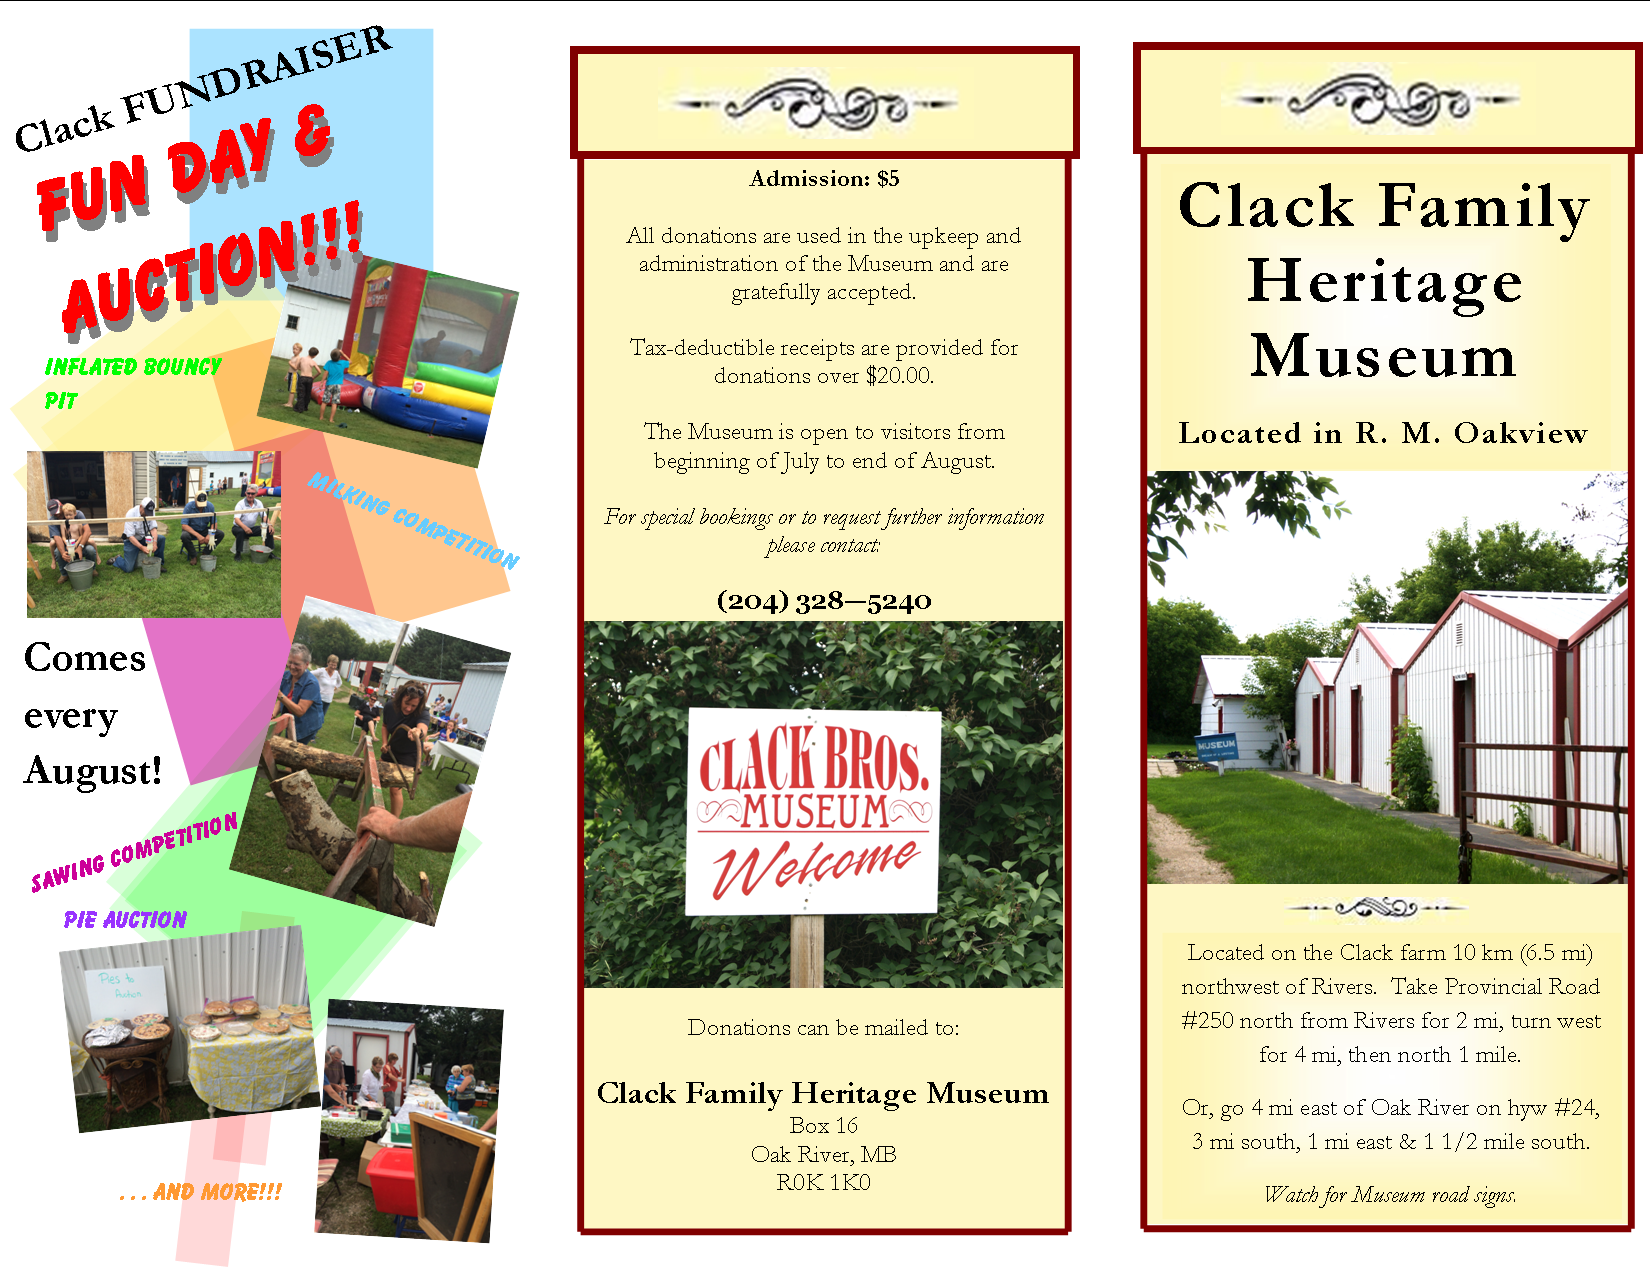 Clack FUNDRAISER
FUN DAY &
AUCTION!!!
INFLATED BOUNCY
PIT
MILKING COMPETITION
Comes
every
August!
SAWING COMPETITION
PIE AUCTION
Pies to
Auction
. . . AND MORE!!!
Admission: $5
All donations are used in the upkeep and
administration of the Museum and are
gratefully accepted.
Tax-deductible receipts are provided for
donations over $20.00.
The Museum is open to visitors from
beginning of July to end of August.
For special bookings or to request further information
please contact:
(204) 328—5240
CLACK BROS.
MUSEUM
Welcome
Donations can be mailed to:
Clack Family Heritage Museum
Box 16
Oak River, MB
R0K 1K0
Clack Family
Heritage
Museum
Located in R. M. Oakview
MUSEUM
Located on the Clack farm 10 km (6.5 mi)
northwest of Rivers.  Take Provincial Road
#250 north from Rivers for 2 mi, turn west
for 4 mi, then north 1 mile.
Or, go 4 mi east of Oak River on hyw #24,
3 mi south, 1 mi east & 1 1/2 mile south.
Watch for Museum road signs.